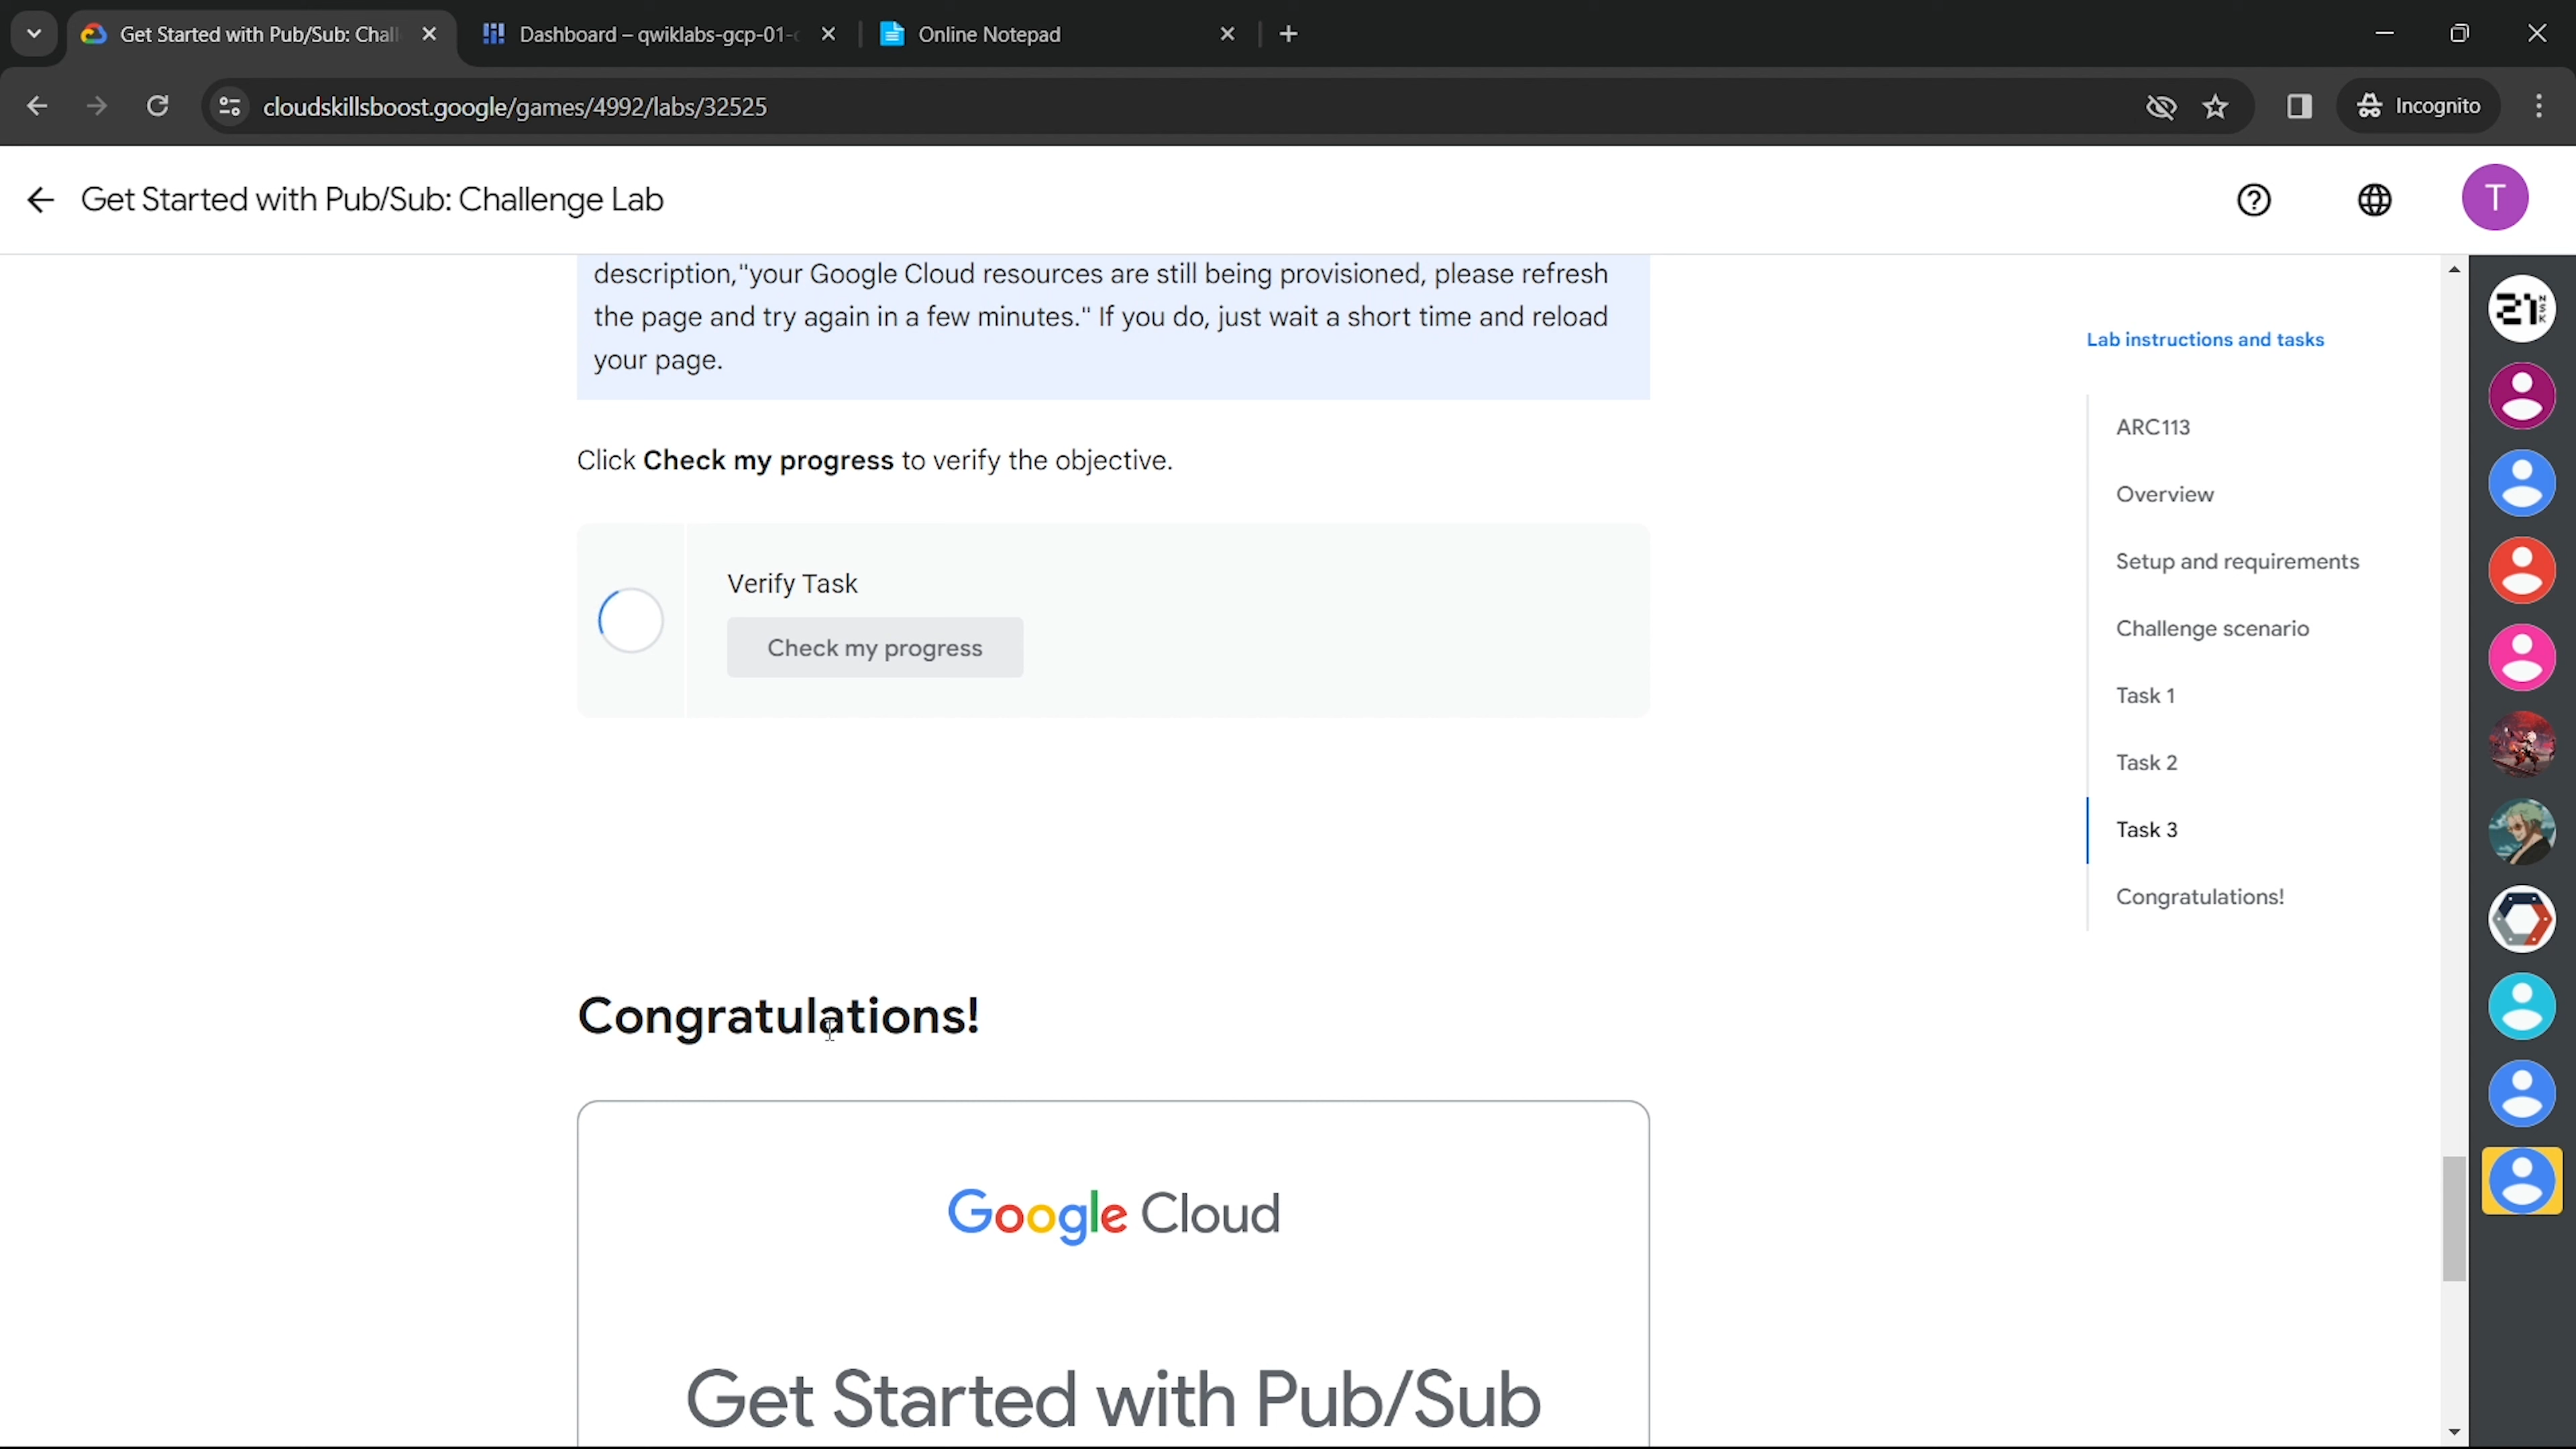 Get Started with Pub/Sub: Chall
Dashboard – qwiklabs-gcp-01-c
Online Notepad
cloudskillsboost.google/games/4992/labs/32525
Incognito
Get Started with Pub/Sub: Challenge Lab
T
description,"your Google Cloud resources are still being provisioned, please refresh
the page and try again in a few minutes." If you do, just wait a short time and reload
your page.
Click Check my progress to verify the objective.
Verify Task
Check my progress
Congratulations!
Google Cloud
Get Started with Pub/Sub
Lab instructions and tasks
ARC113
Overview
Setup and requirements
Challenge scenario
Task 1
Task 2
Task 3
Congratulations!
21
NSK